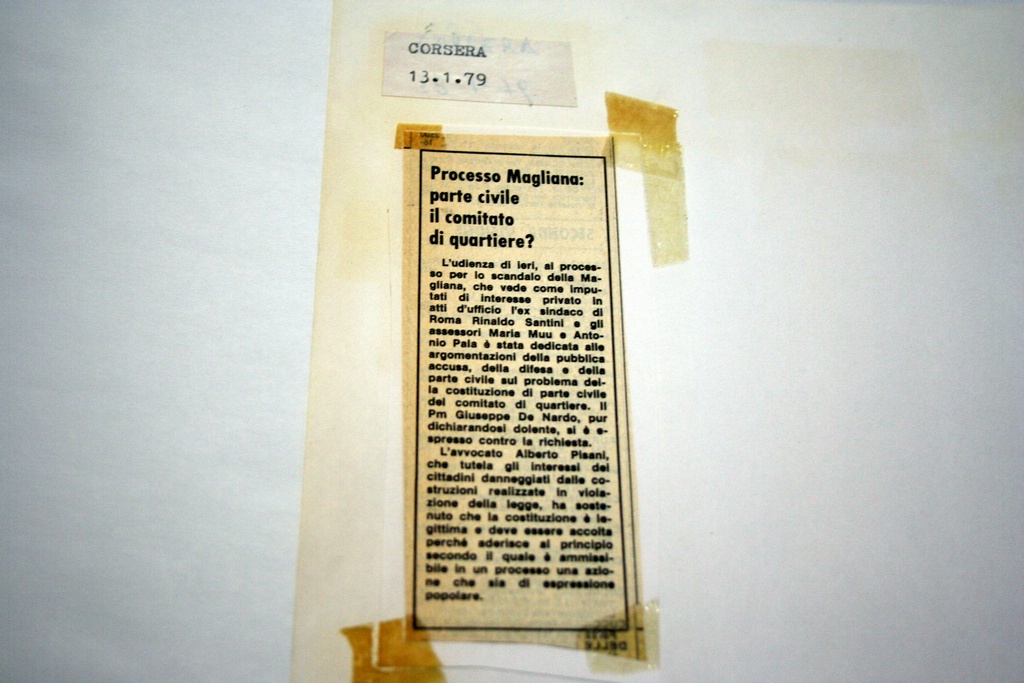 CORSERA
13.1.79
Processo Magliana:
parte civile
il comitato
di quartiere?
L'udienza di ieri, al proces-
so per lo scandalo della Ma-
gliana, che vede come impu-
tati di interesse privato in
atti d'ufficio l'ex sindaco di
Roma Rinaldo Santini e gli
assessori Maria Muu e Anto-
nio Pala è stata dedicata alle
argomentazioni della pubblica
accusa, della difesa e della
parte civile sul problema del-
la costituzione di parte civile
del comitato di quartiere. Il
Pm Giuseppe De Nardo, pur
dichiarandosi dolente, si è e-
spresso contro la richiesta.
L'avvocato Alberto Pisani,
che tutela gli interessi dei
cittadini danneggiati dalle co-
struzioni realizzate in viola-
zione della legge, ha soste-
nuto che la costituzione è le-
gittima e deve essere accolta
perché aderisce al principio
secondo il quale è ammissi-
bile in un processo una azio-
ne che sia di espressione
popolare.